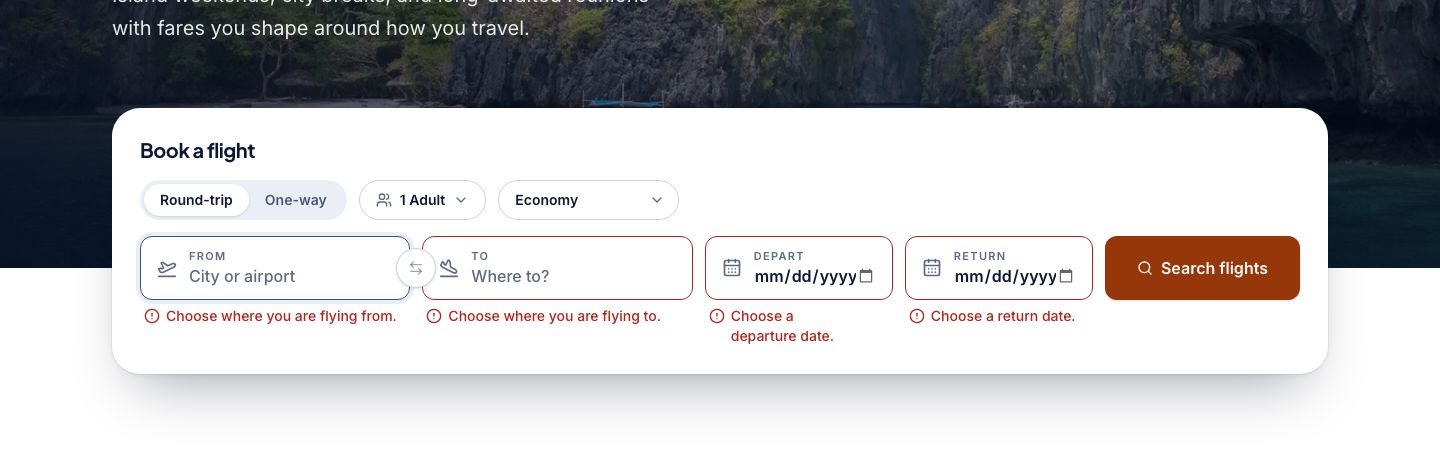 with fares you shape around how you travel.
Book a flight
Round-trip
One-way
1 Adult
Economy
FROM
City or airport
TO
Where to?
DEPART
mm/dd/yyyy
RETURN
mm/dd/yyyy
Search flights
Choose where you are flying from.
Choose where you are flying to.
Choose a
departure date.
Choose a return date.